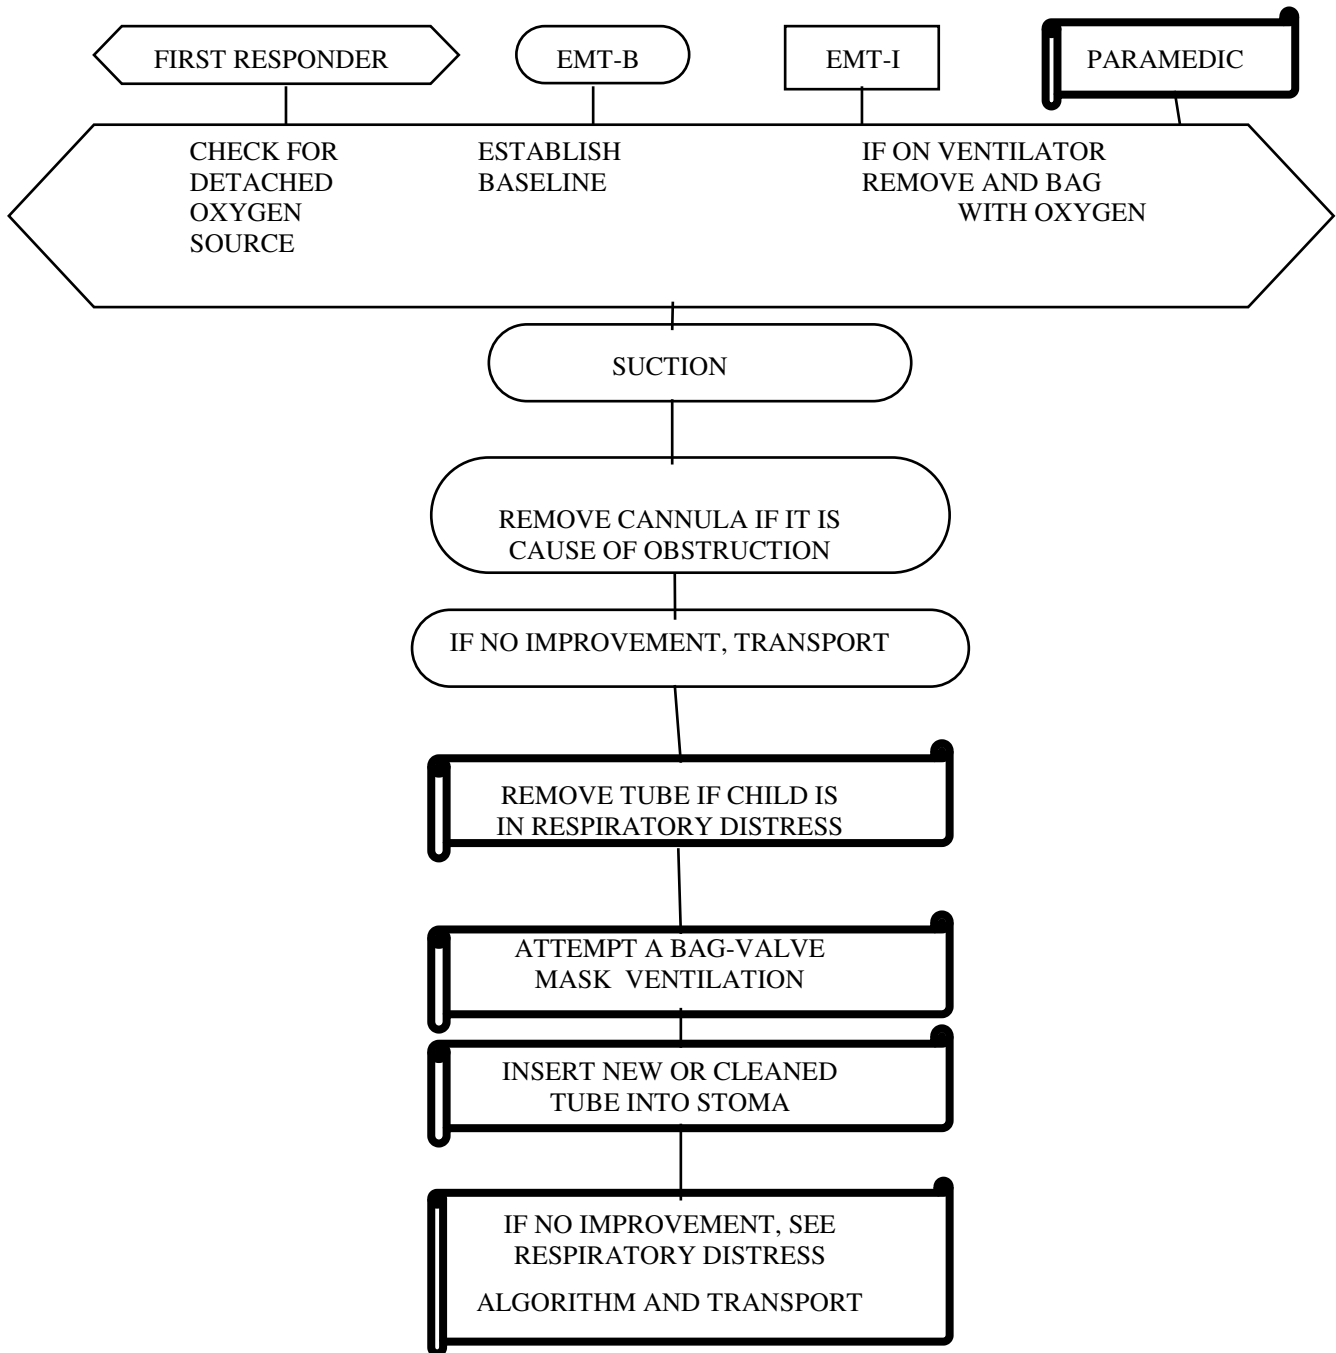 FIRST RESPONDER
EMT-B
EMT-I
PARAMEDIC
CHECK FOR
DETACHED
OXYGEN
SOURCE
ESTABLISH
BASELINE
IF ON VENTILATOR
REMOVE AND BAG
WITH OXYGEN
SUCTION
REMOVE CANNULA IF IT IS
CAUSE OF OBSTRUCTION
IF NO IMPROVEMENT, TRANSPORT
REMOVE TUBE IF CHILD IS
IN RESPIRATORY DISTRESS
ATTEMPT A BAG-VALVE
MASK VENTILATION
INSERT NEW OR CLEANED
TUBE INTO STOMA
IF NO IMPROVEMENT, SEE
RESPIRATORY DISTRESS
ALGORITHM AND TRANSPORT